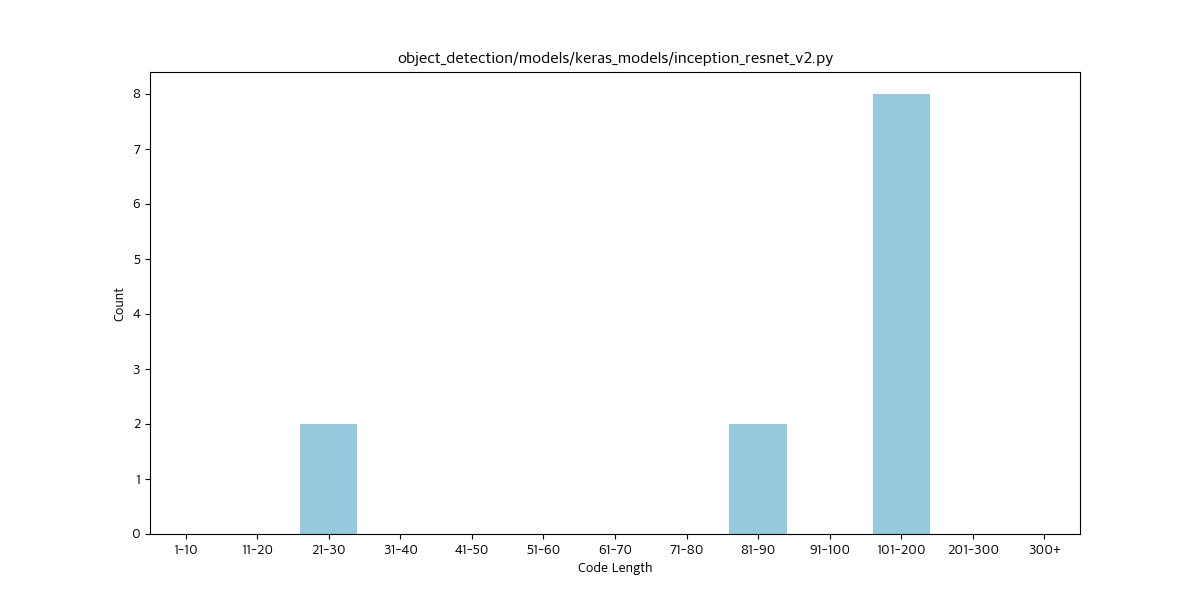 object_detection/models/keras_models/inception_resnet_v2.py
8
7
6
5
4
3
2
1
0
Count
1-10 11-20 21-30 31-40 41-50 51-60 61-70 71-80 81-90 91-100 101-200 201-300 300+
Code Length